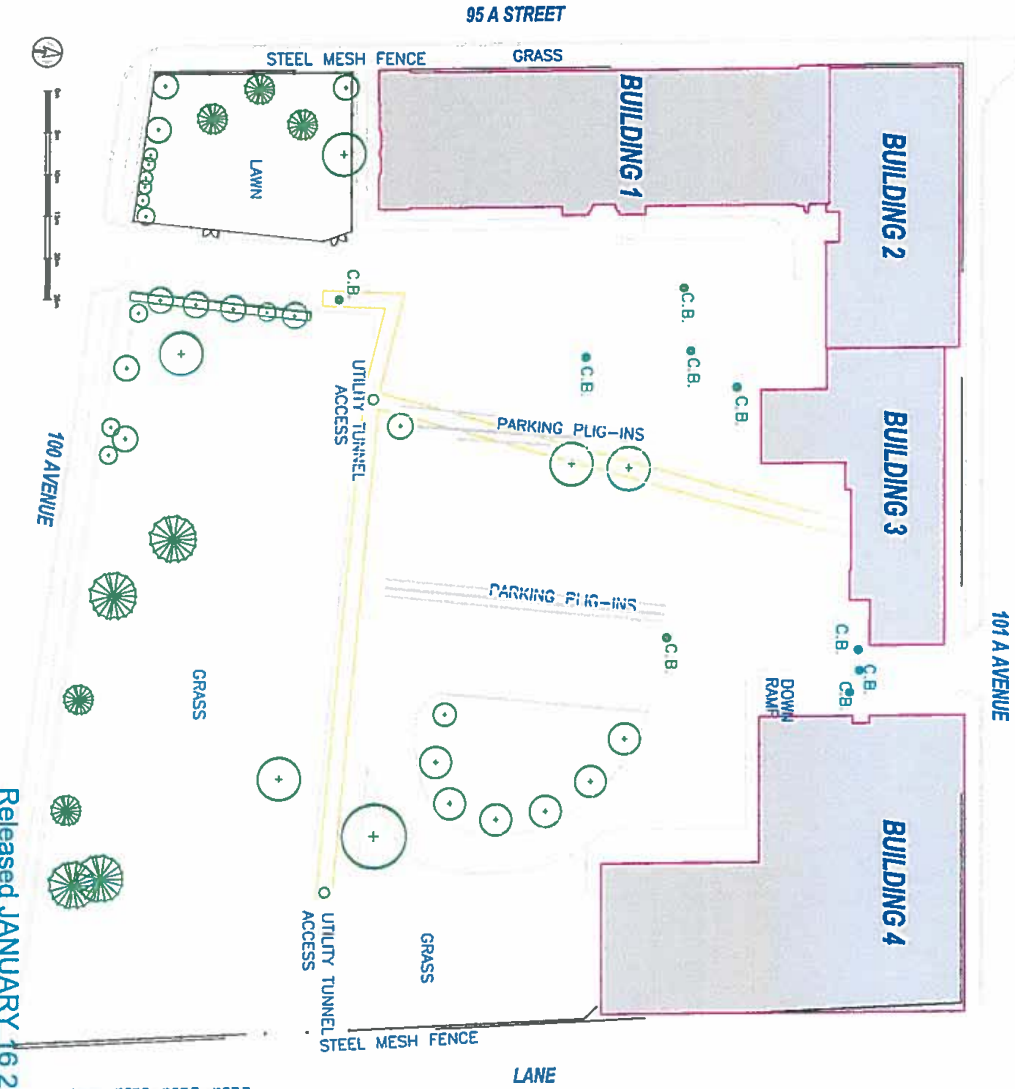 95 A STREET
STEEL MESH FENCE
GRASS
LAWN
BUILDING 1
BUILDING 2
C.B.
C.B.
C.B.
C.B.
C.B.
UTILITY TUNNEL
ACCESS
PARKING PLIG-INS
BUILDING 3
100 AVENUE
PARKING PLIG-INS
C.B.
C.B.
C.B.
C.B.
101 A AVENUE
GRASS
DOWN
RAMP
BUILDING 4
UTILITY TUNNEL
ACCESS
GRASS
STEEL MESH FENCE
LANE
Released JANUARY 16 2